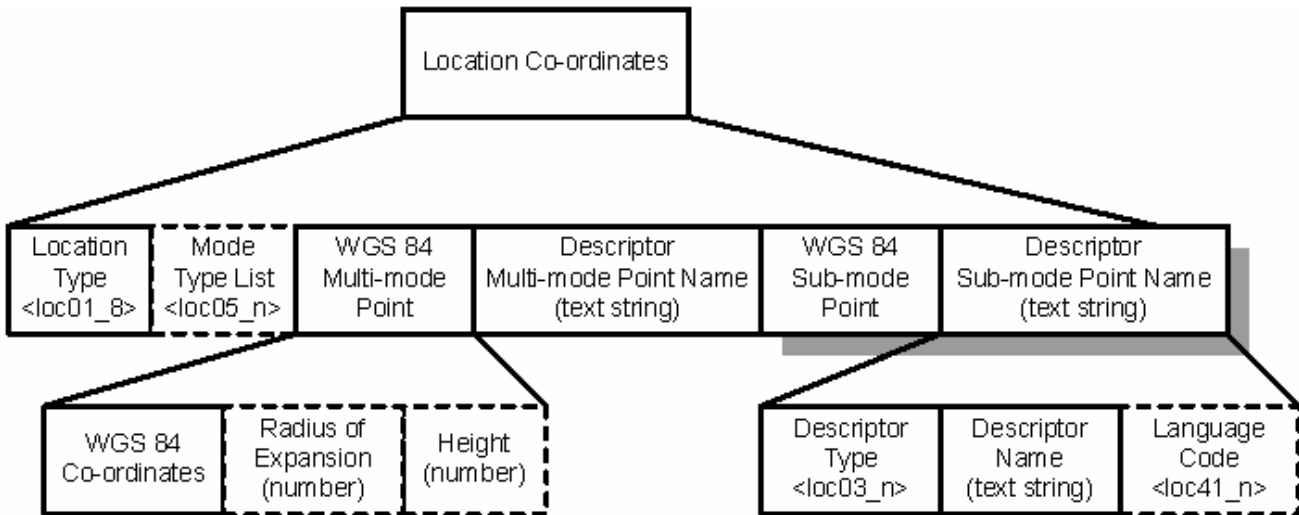 Location Co-ordinates
Location
Type
<loc01_8>
Mode
Type List
<loc05_n>
WGS 84
Multi-mode
Point
Descriptor
Multi-mode Point Name
(text string)
WGS 84
Sub-mode
Point
Descriptor
Sub-mode Point Name
(text string)
WGS 84
Co-ordinates
Radius of
Expansion
(number)
Height
(number)
Descriptor
Type
<loc03_n>
Descriptor
Name
(text string)
Language
Code
<loc41_n>